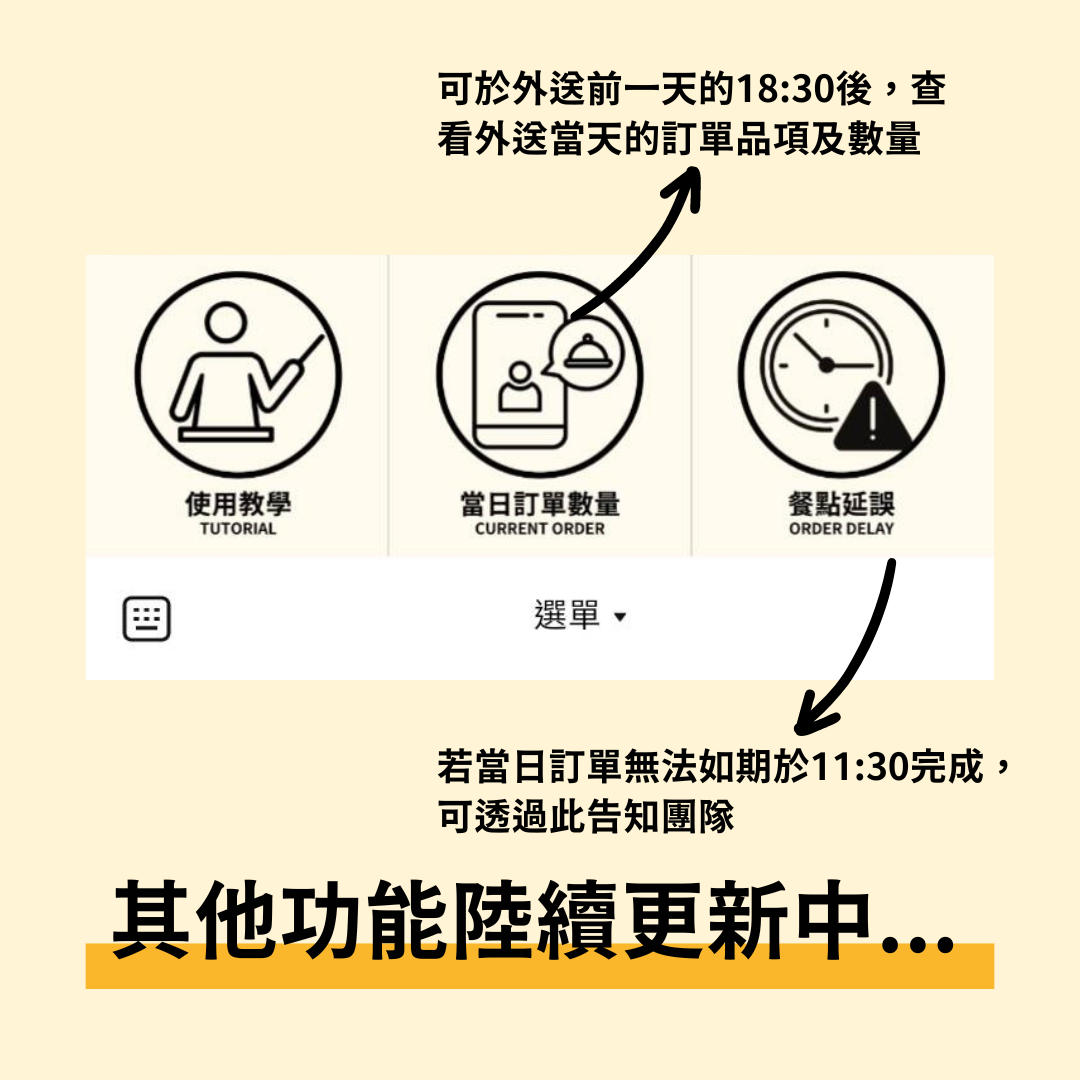 可於外送前一天的18:30後，查
看外送當天的訂單品項及數量
使用教學
TUTORIAL
當日訂單數量
CURRENT ORDER
餐點延誤
ORDER DELAY
選單
若當日訂單無法如期於11:30完成，
可透過此告知團隊
其他功能陸續更新中...